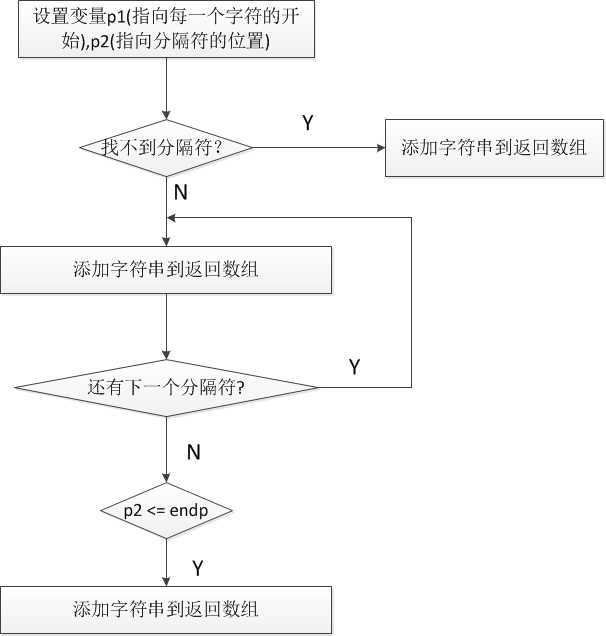 设置变量p1(指向每一个字符的开
始),p2(指向分隔符的位置)
找不到分隔符？
Y
添加字符串到返回数组
N
添加字符串到返回数组
还有下一个分隔符?
Y
N
p2 <= endp
Y
添加字符串到返回数组